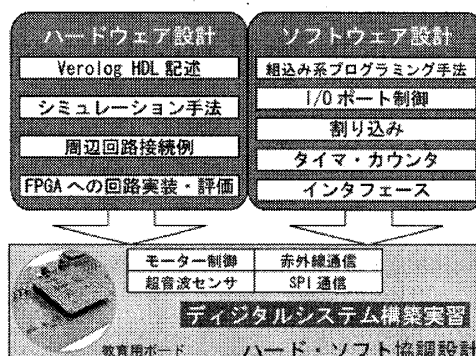 ハードウェア設計
Verolog HDL 記述
シミュレーション手法
周辺回路接続例
FPGA への回路実装・評価
ソフトウェア設計
組込み系プログラミング手法
I/O ポート制御
割り込み
タイマ・カウンタ
インタフェース
モーター制御
赤外線通信
超音波センサ
SPI 通信
ディジタルシステム構築実習
教育用ボード
ハード・ソフト協調設計